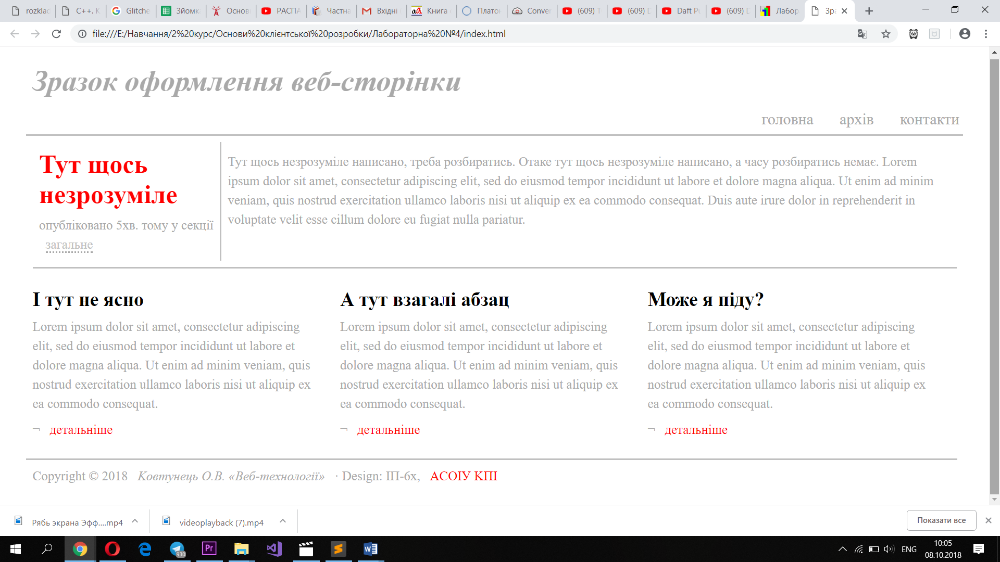 rozklad
C++. К
Glitche
Зйомк
Основ
РАСПА
Частна
Вхідні
Книга
Платон
Conver
(609) T
(609) D
Daft Pu
(609) D
Лабор
Зра
file:///E:/Навчання/2%20курс/Основи%20клієнтської%20розробки/Лабораторна%20№4/index.html
Зразок оформлення веб-сторінки
головна архів контакти
Тут щось
незрозуміле
опубліковано 5хв. тому у секції
загальне
Тут щось незрозуміле написано, треба розбиратись. Отаке тут щось незрозуміле написано, а часу розбиратись немає. Lorem
ipsum dolor sit amet, consectetur adipiscing elit, sed do eiusmod tempor incididunt ut labore et dolore magna aliqua. Ut enim ad minim
veniam, quis nostrud exercitation ullamco laboris nisi ut aliquip ex ea commodo consequat. Duis aute irure dolor in reprehenderit in
voluptate velit esse cillum dolore eu fugiat nulla pariatur.
І тут не ясно
Lorem ipsum dolor sit amet, consectetur adipiscing
elit, sed do eiusmod tempor incididunt ut labore et
dolore magna aliqua. Ut enim ad minim veniam, quis
nostrud exercitation ullamco laboris nisi ut aliquip ex
ea commodo consequat.
¬ детальніше
А тут взагалі абзац
Lorem ipsum dolor sit amet, consectetur adipiscing
elit, sed do eiusmod tempor incididunt ut labore et
dolore magna aliqua. Ut enim ad minim veniam, quis
nostrud exercitation ullamco laboris nisi ut aliquip ex
ea commodo consequat.
¬ детальніше
Може я піду?
Lorem ipsum dolor sit amet, consectetur adipiscing
elit, sed do eiusmod tempor incididunt ut labore et
dolore magna aliqua. Ut enim ad minim veniam, quis
nostrud exercitation ullamco laboris nisi ut aliquip ex
ea commodo consequat.
¬ детальніше
Copyright © 2018 Ковтунець О.В. «Веб-технології» · Design: ІП-6х, АСОІУ КПІ
Рябь экрана Эфф....mp4
videoplayback (7).mp4
Показати все
Pr
930
ENG
10:05
08.10.2018